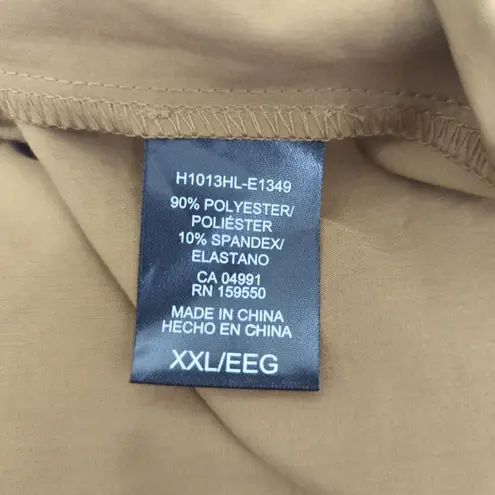 H1013HL-E1349
90% POLYESTER/
POLIÉSTER
10% SPANDEX/
ELASTANO
CA 04991
RN 159550
MADE IN CHINA
HECHO EN CHINA
XXL/EEG